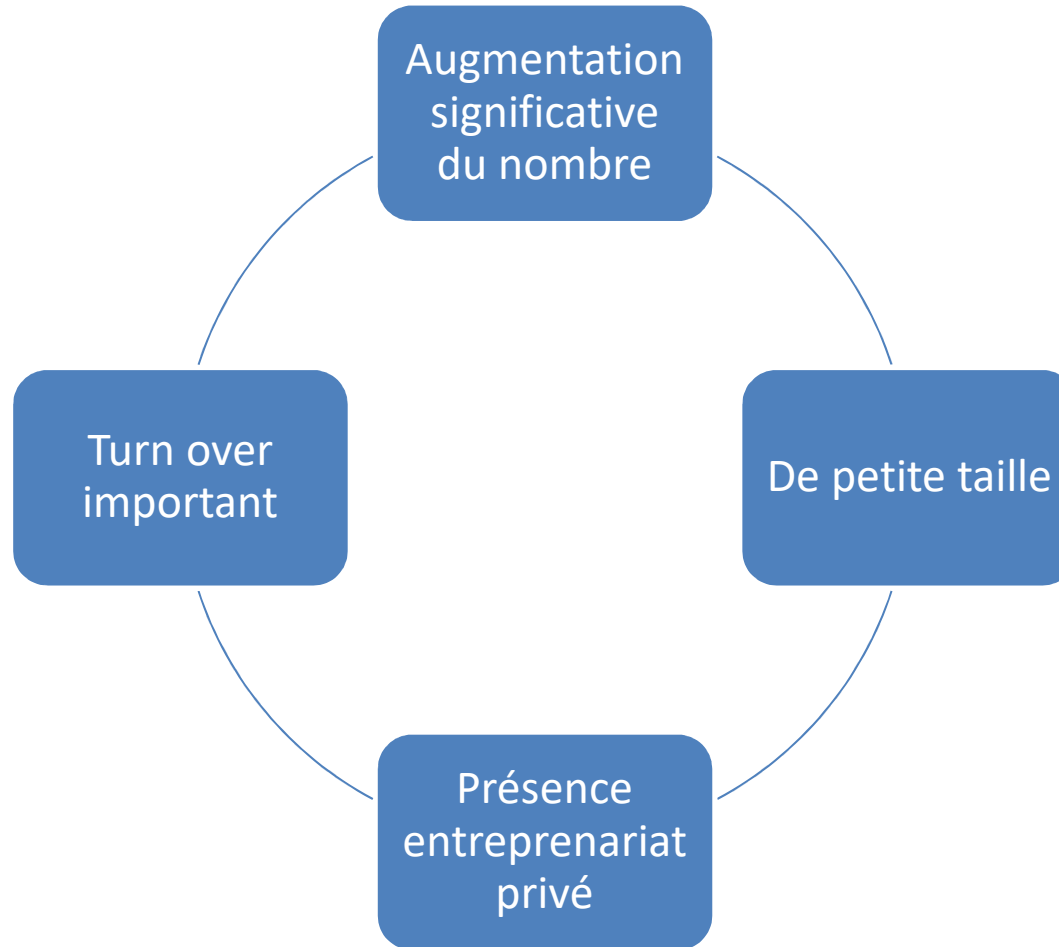 Augmentation
significative
du nombre
Turn over
important
De petite taille
Présence
entreprenariat
privé